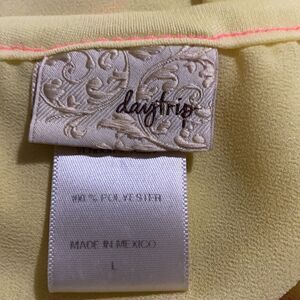 daytrip
100% POLYESTER
MADE IN MEXICO
L